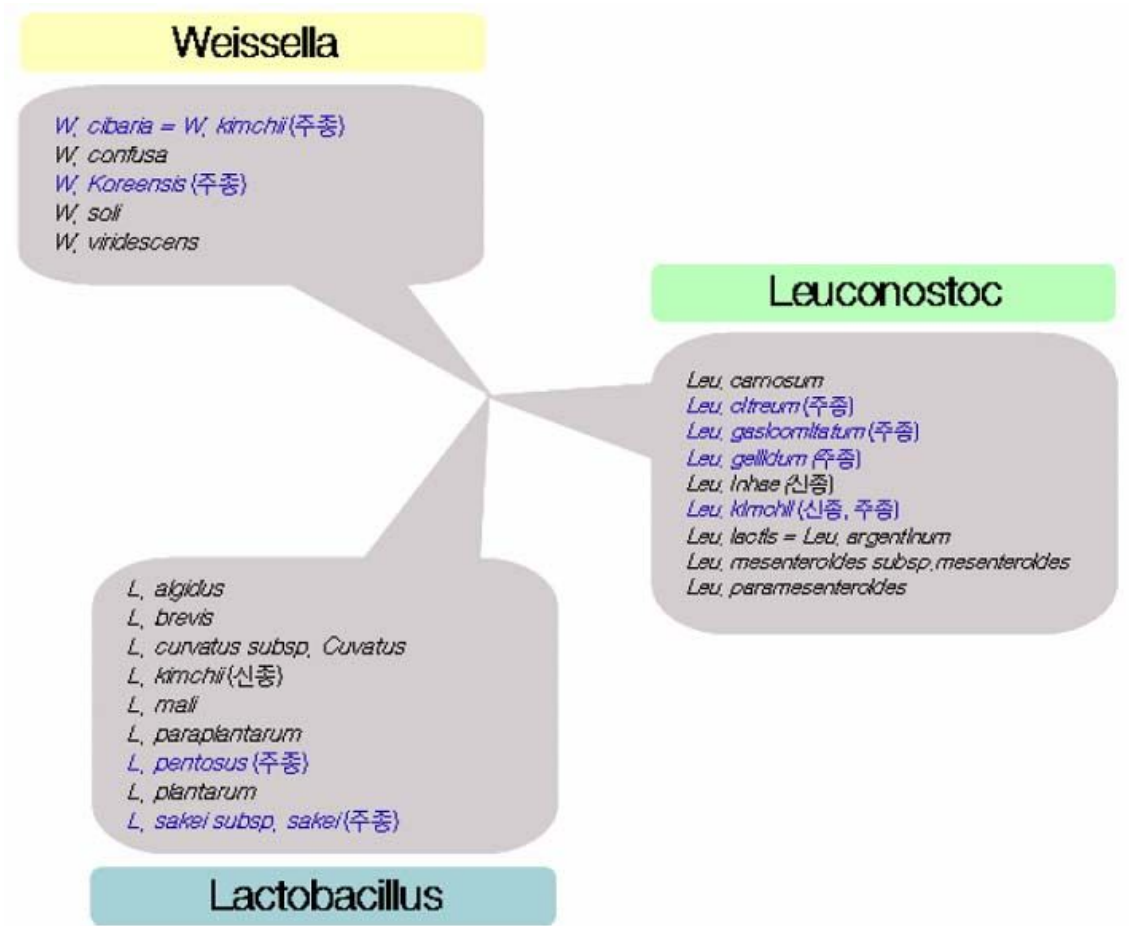 Weissella
W. cibaria = W. kimchii(주종)
W. confusa
W. Koreensis(주종)
W. soli
W. viridescens
Leuconostoc
Leu. carnosum
Leu. citreum(주종)
Leu. gasicomitatum(주종)
Leu. gellidum(주종)
Leu. Inhae(신종)
Leu. kimchii(신종, 주종)
Leu. lactis = Leu. argentinum
Leu. mesenteroides subsp.mesenteroides
Leu. paramesenteroides
L. algidus
L. brevis
L. curvatus subsp. Cuvatus
L. kimchii(신종)
L. mali
L. paraplantarum
L. pentosus(주종)
L. plantarum
L. sakei subsp. sakei(주종)
Lactobacillus